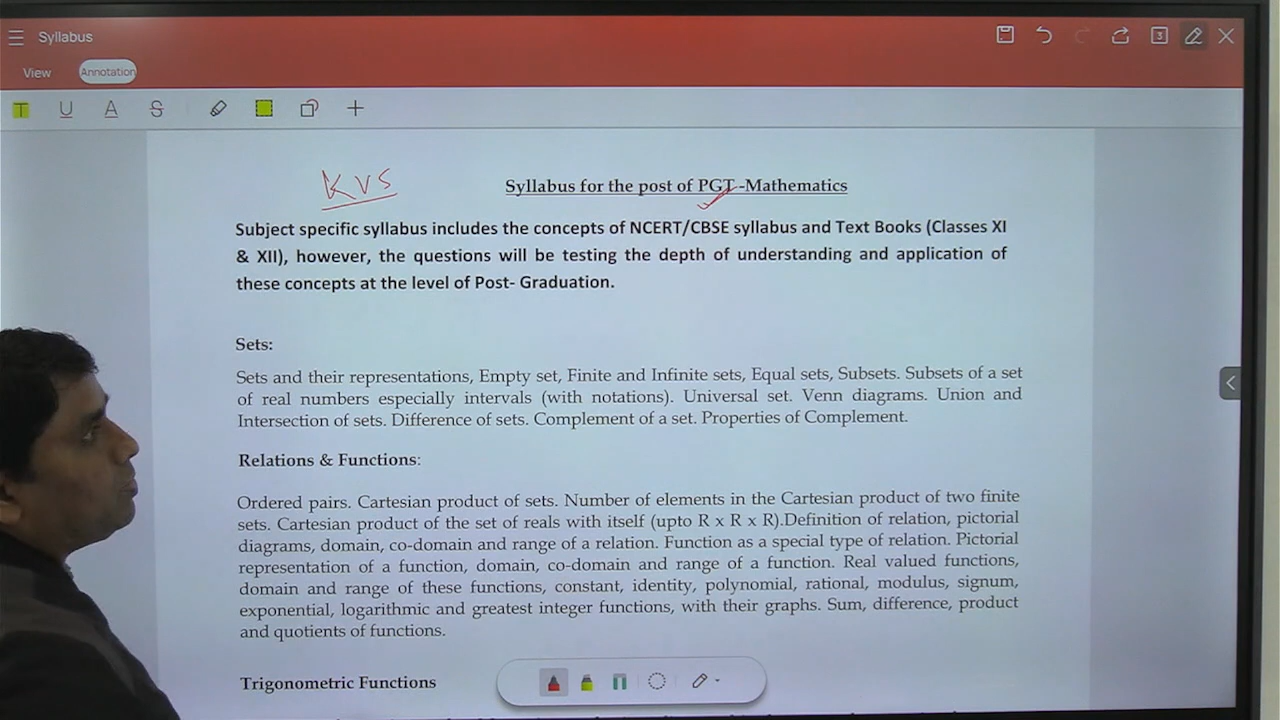 Syllabus
3
View
Annotation
T U A S
KVS
Syllabus for the post of PGT -Mathematics
Subject specific syllabus includes the concepts of NCERT/CBSE syllabus and Text Books (Classes XI
& XII), however, the questions will be testing the depth of understanding and application of
these concepts at the level of Post- Graduation.
Sets:
Sets and their representations, Empty set, Finite and Infinite sets, Equal sets, Subsets. Subsets of a set
of real numbers especially intervals (with notations). Universal set. Venn diagrams. Union and
Intersection of sets. Difference of sets. Complement of a set. Properties of Complement.
Relations & Functions:
Ordered pairs. Cartesian product of sets. Number of elements in the Cartesian product of two finite
sets. Cartesian product of the set of reals with itself (upto R x R x R).Definition of relation, pictorial
diagrams, domain, co-domain and range of a relation. Function as a special type of relation. Pictorial
representation of a function, domain, co-domain and range of a function. Real valued functions,
domain and range of these functions, constant, identity, polynomial, rational, modulus, signum,
exponential, logarithmic and greatest integer functions, with their graphs. Sum, difference, product
and quotients of functions.
Trigonometric Functions